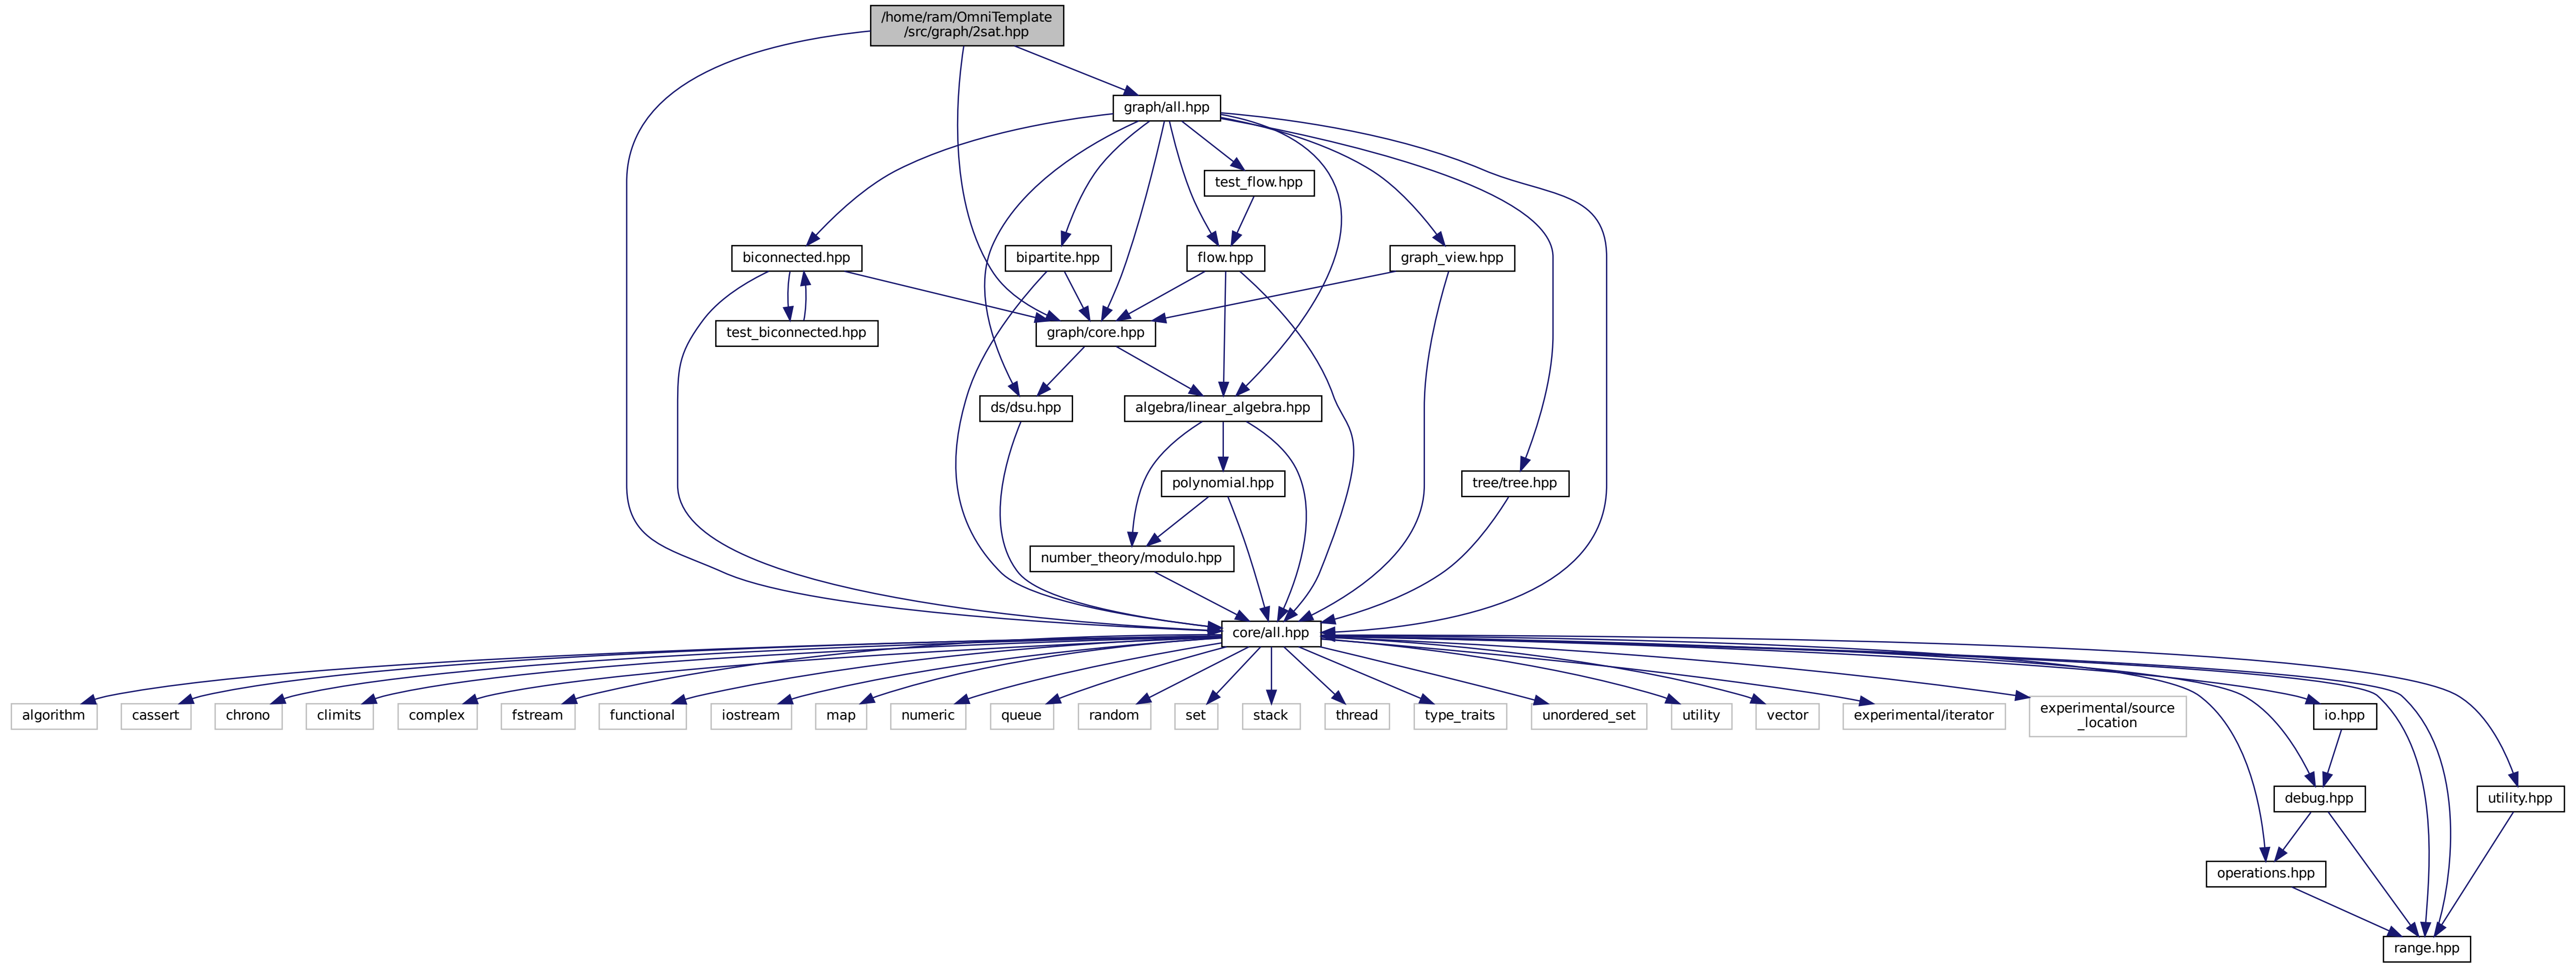 /home/ram/OmniTemplate
/src/graph/2sat.hpp
graph/all.hpp
test_flow.hpp
biconnected.hpp
bipartite.hpp
flow.hpp
graph_view.hpp
test_biconnected.hpp
graph/core.hpp
ds/dsu.hpp
algebra/linear_algebra.hpp
polynomial.hpp
tree/tree.hpp
number_theory/modulo.hpp
core/all.hpp
algorithm
cassert
chrono
climits
complex
fstream
functional
iostream
map
numeric
queue
random
set
stack
thread
type_traits
unordered_set
utility
vector
experimental/iterator
experimental/source
_location
io.hpp
debug.hpp
utility.hpp
operations.hpp
range.hpp